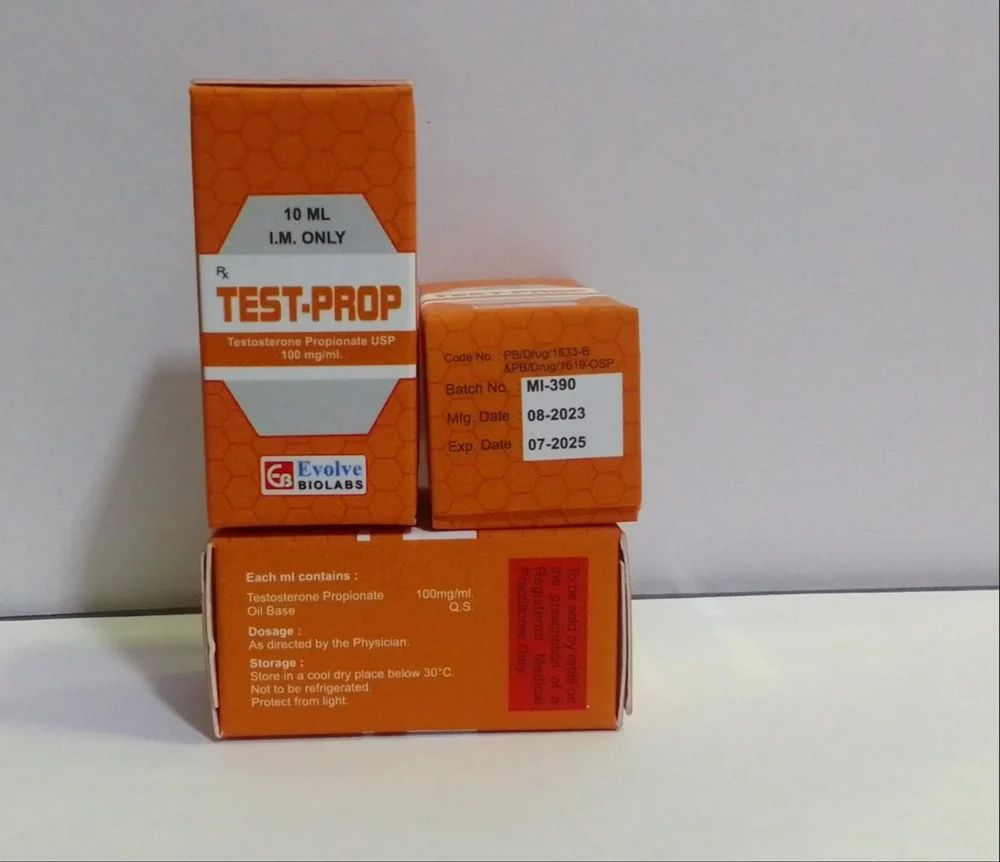 10 ML
I.M. ONLY
Rx
TEST-PROP
Testosterone Propionate USP
100 mg/ml.
EB Evolve
BIOLABS
Code No. : PB/Drug/1633-B
&PB/Drug/1619-OSP
Batch No. : MI-390
Mfg. Date : 08-2023
Exp. Date : 07-2025
Each ml contains :
Testosterone Propionate 100mg/ml.
Oil Base Q.S.
Dosage :
As directed by the Physician.
Storage :
Store in a cool dry place below 30°C.
Not to be refrigerated.
Protect from light.
To be sold by retail on
the prescription of a
Registered Medical
Practitioner Only.